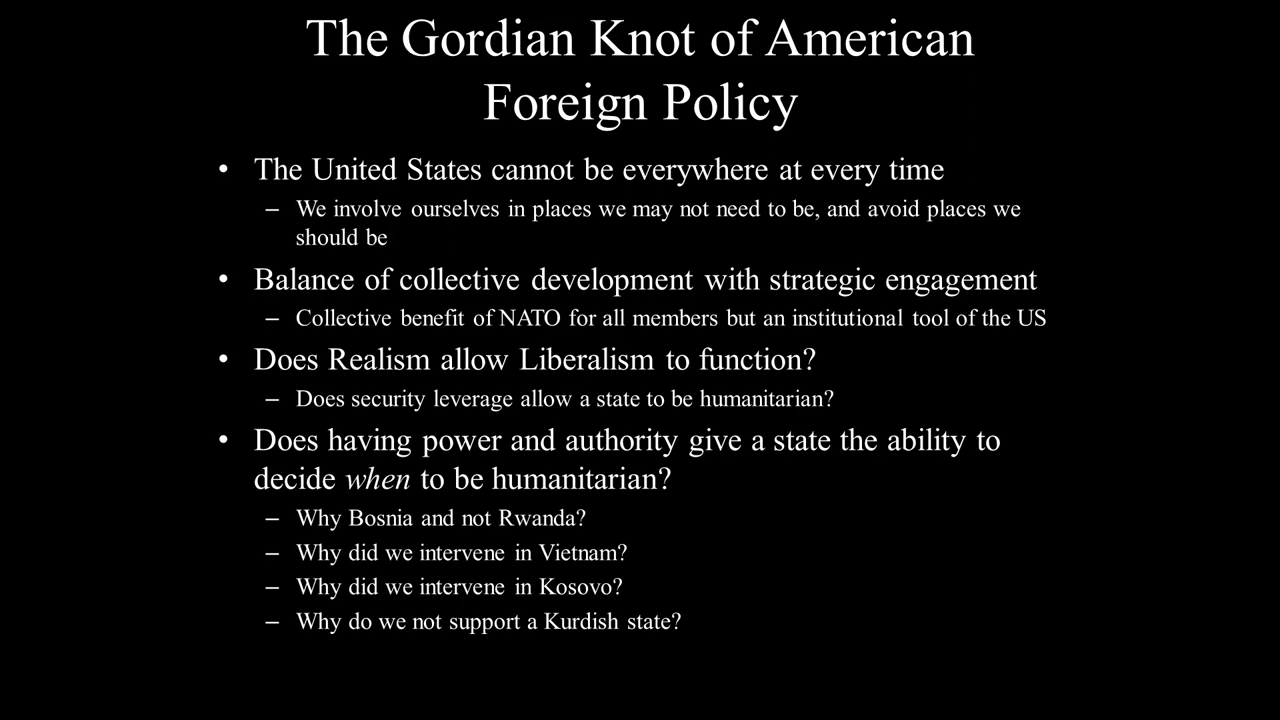 The Gordian Knot of American
Foreign Policy
• The United States cannot be everywhere at every time
– We involve ourselves in places we may not need to be, and avoid places we
should be
• Balance of collective development with strategic engagement
– Collective benefit of NATO for all members but an institutional tool of the US
• Does Realism allow Liberalism to function?
– Does security leverage allow a state to be humanitarian?
• Does having power and authority give a state the ability to
decide when to be humanitarian?
– Why Bosnia and not Rwanda?
– Why did we intervene in Vietnam?
– Why did we intervene in Kosovo?
– Why do we not support a Kurdish state?